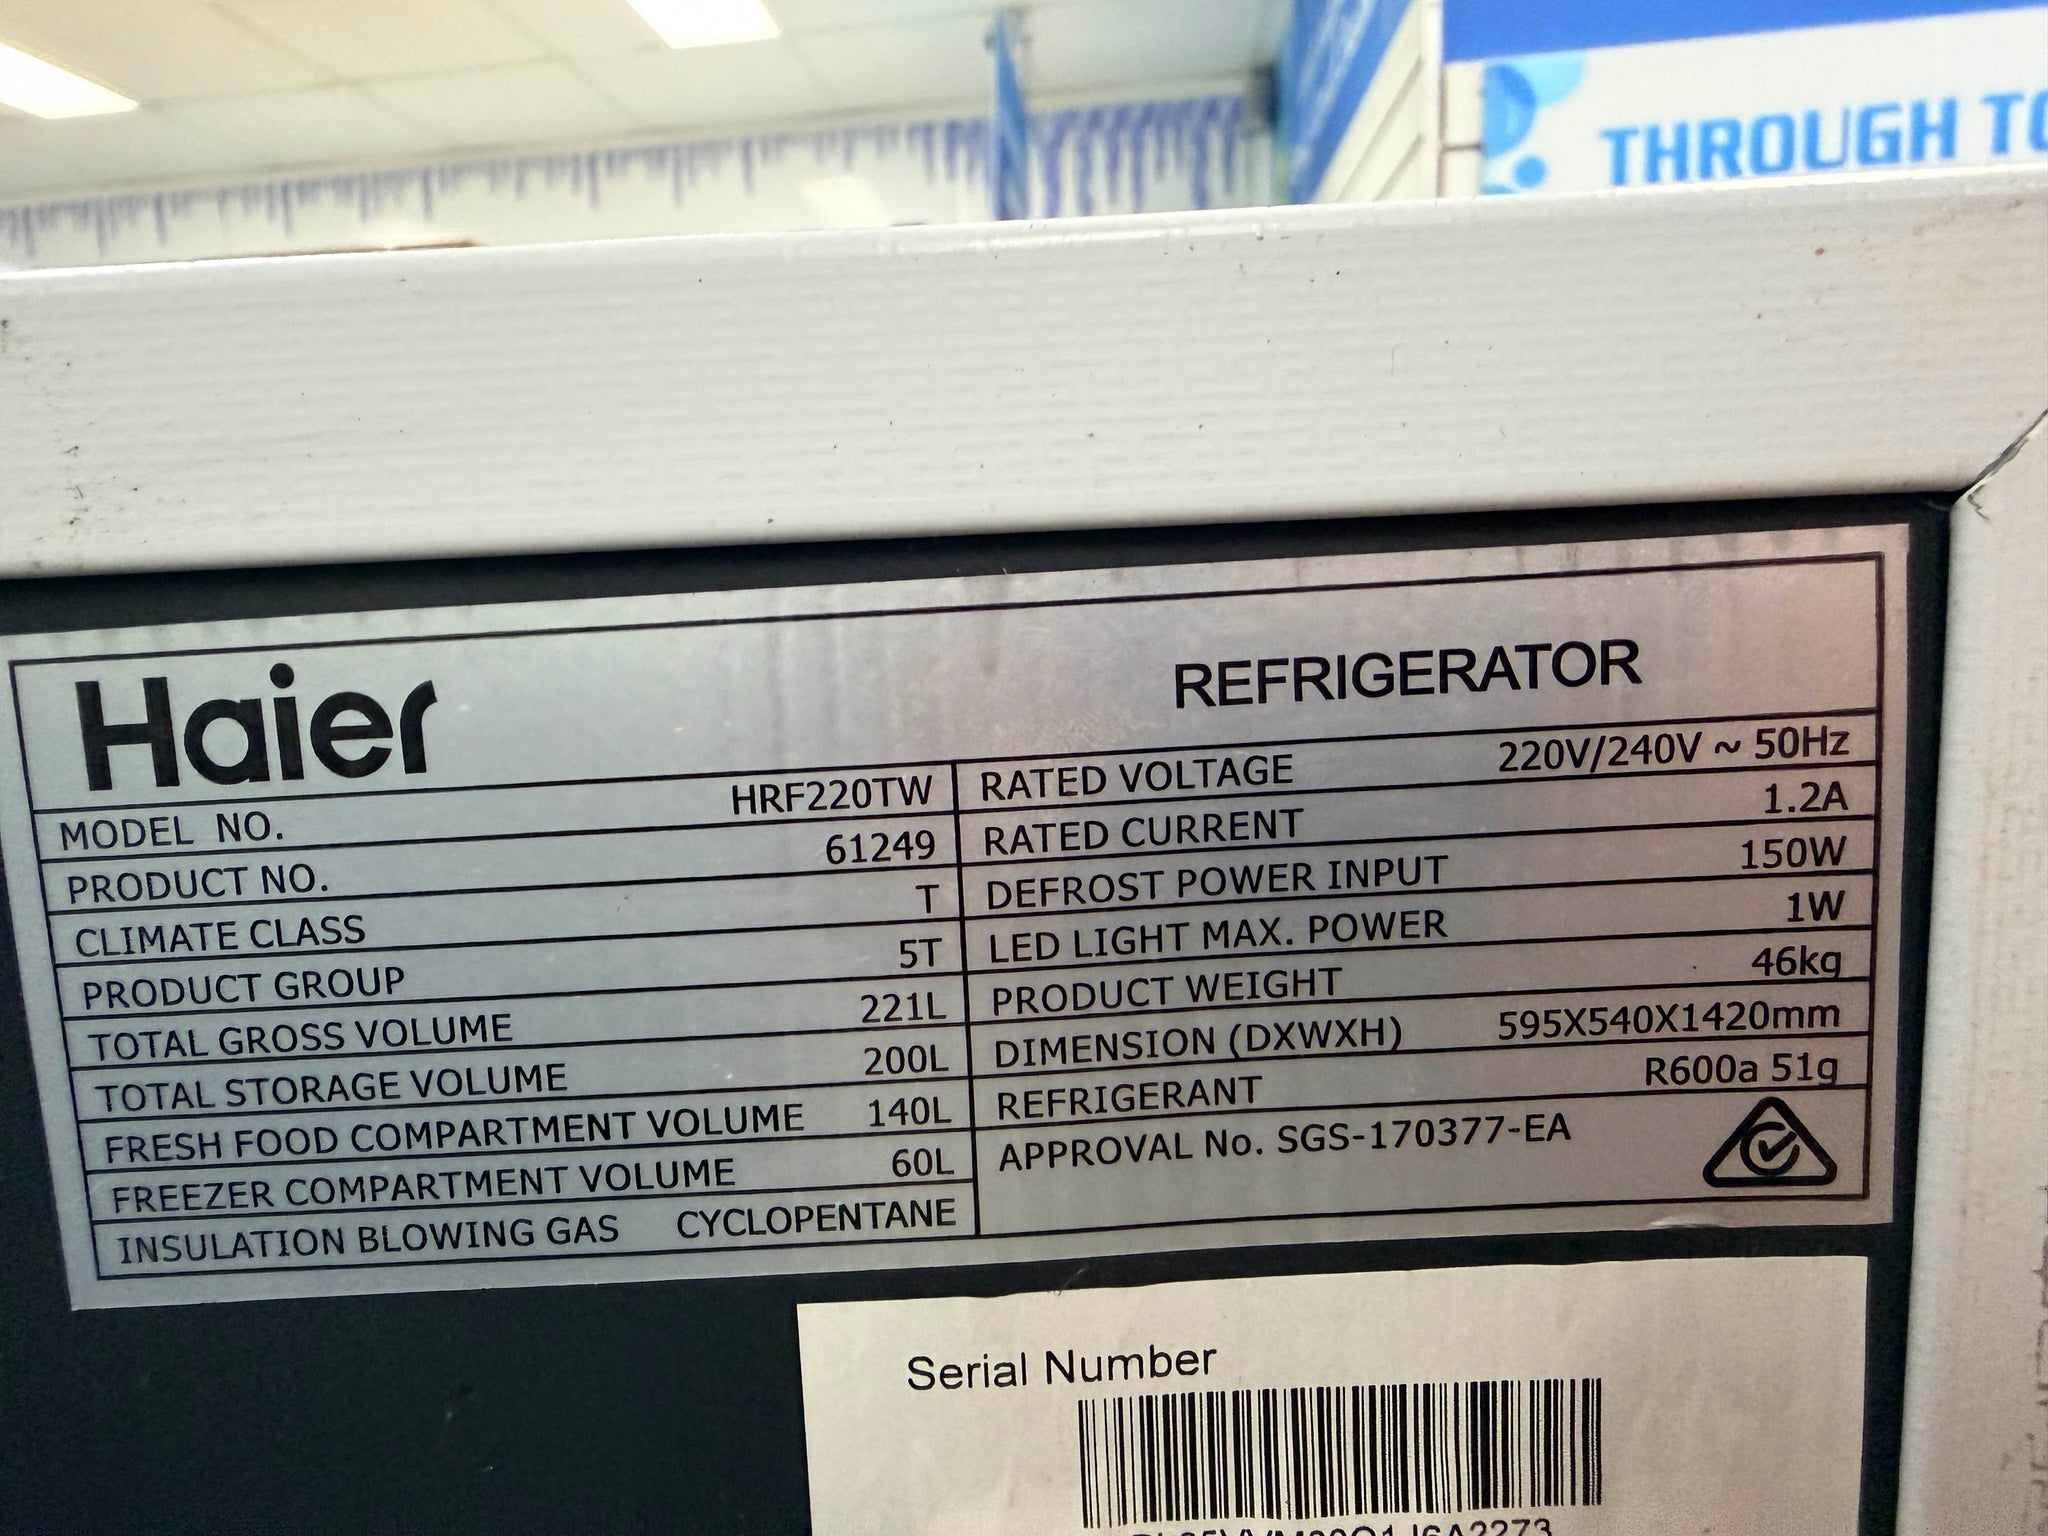 THROUGH TO
Haier
REFRIGERATOR
MODEL NO. HRF220TW
PRODUCT NO. 61249
CLIMATE CLASS T
PRODUCT GROUP 5T
TOTAL GROSS VOLUME 221L
TOTAL STORAGE VOLUME 200L
FRESH FOOD COMPARTMENT VOLUME 140L
FREEZER COMPARTMENT VOLUME 60L
INSULATION BLOWING GAS CYCLOPENTANE
RATED VOLTAGE 220V/240V ~ 50Hz
RATED CURRENT 1.2A
DEFROST POWER INPUT 150W
LED LIGHT MAX. POWER 1W
PRODUCT WEIGHT 46kg
DIMENSION (DXWXH) 595X540X1420mm
REFRIGERANT R600a 51g
APPROVAL No. SGS-170377-EA
Serial Number